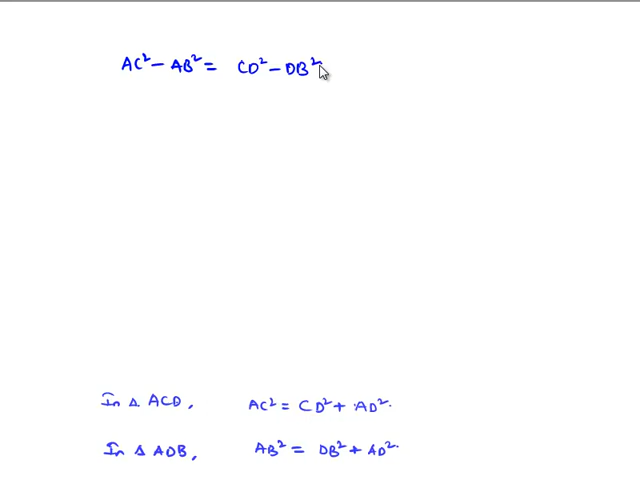 AC² - AB² = CD² - DB²
In Δ ACD, AC² = CD² + AD².
In Δ ADB, AB² = DB² + AD².